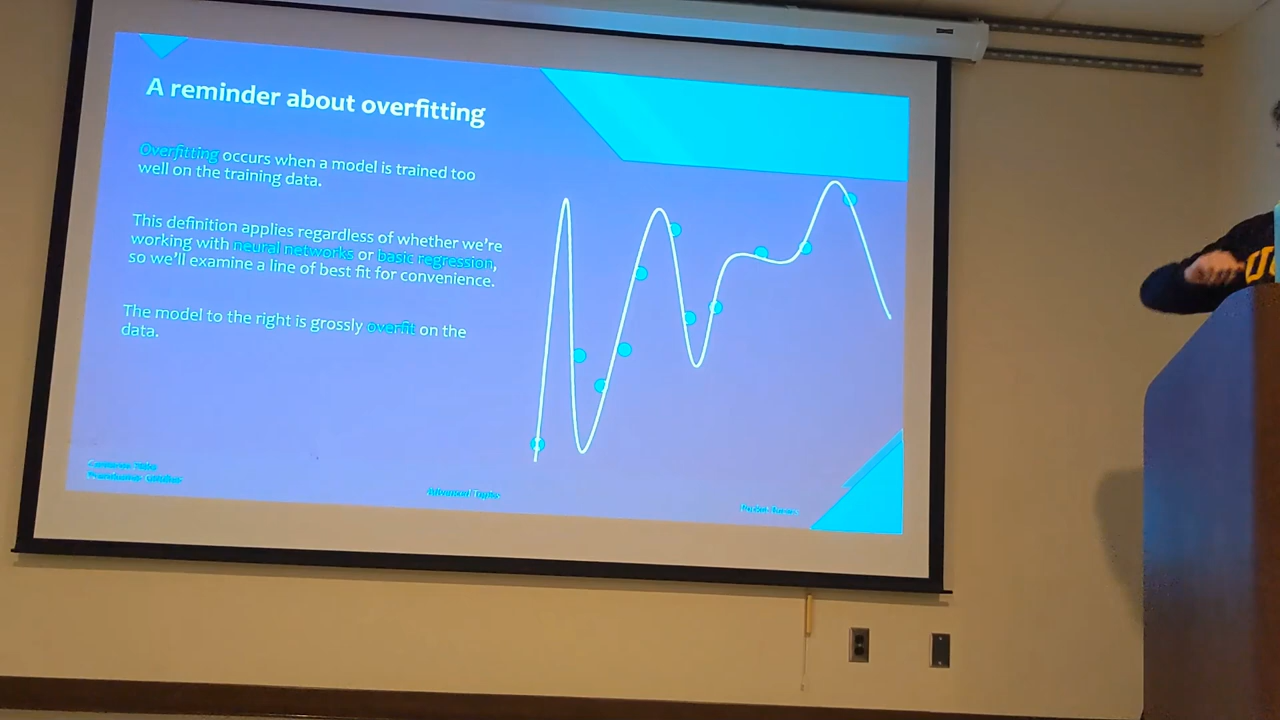 A reminder about overfitting
Overfitting occurs when a model is trained too
well on the training data.
This definition applies regardless of whether we're
working with neural networks or basic regression,
so we'll examine a line of best fit for convenience.
The model to the right is grossly overfit on the
data.
Advanced Topics